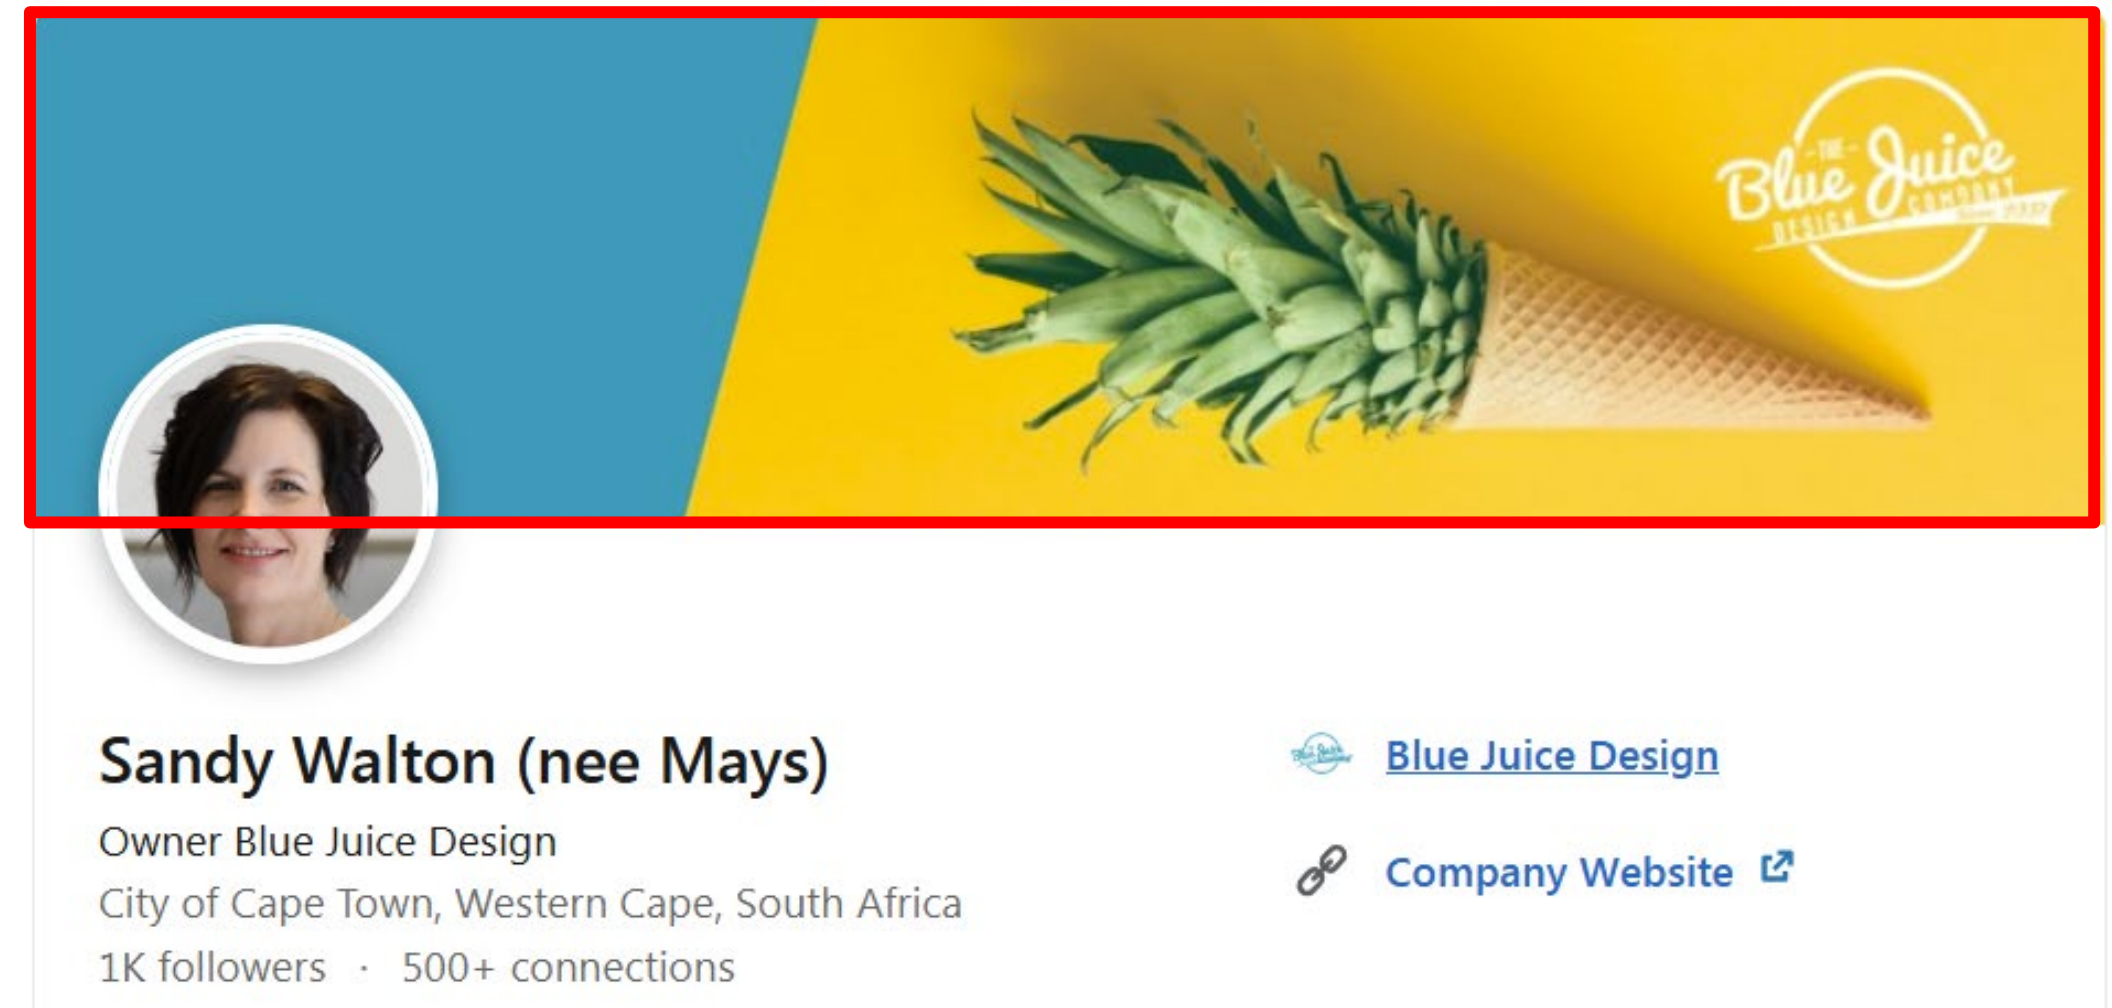 -THE-
Blue Juice
DESIGN COMPANY
Sandy Walton (nee Mays)
Owner Blue Juice Design
City of Cape Town, Western Cape, South Africa
1K followers · 500+ connections
Blue Juice Design
Company Website